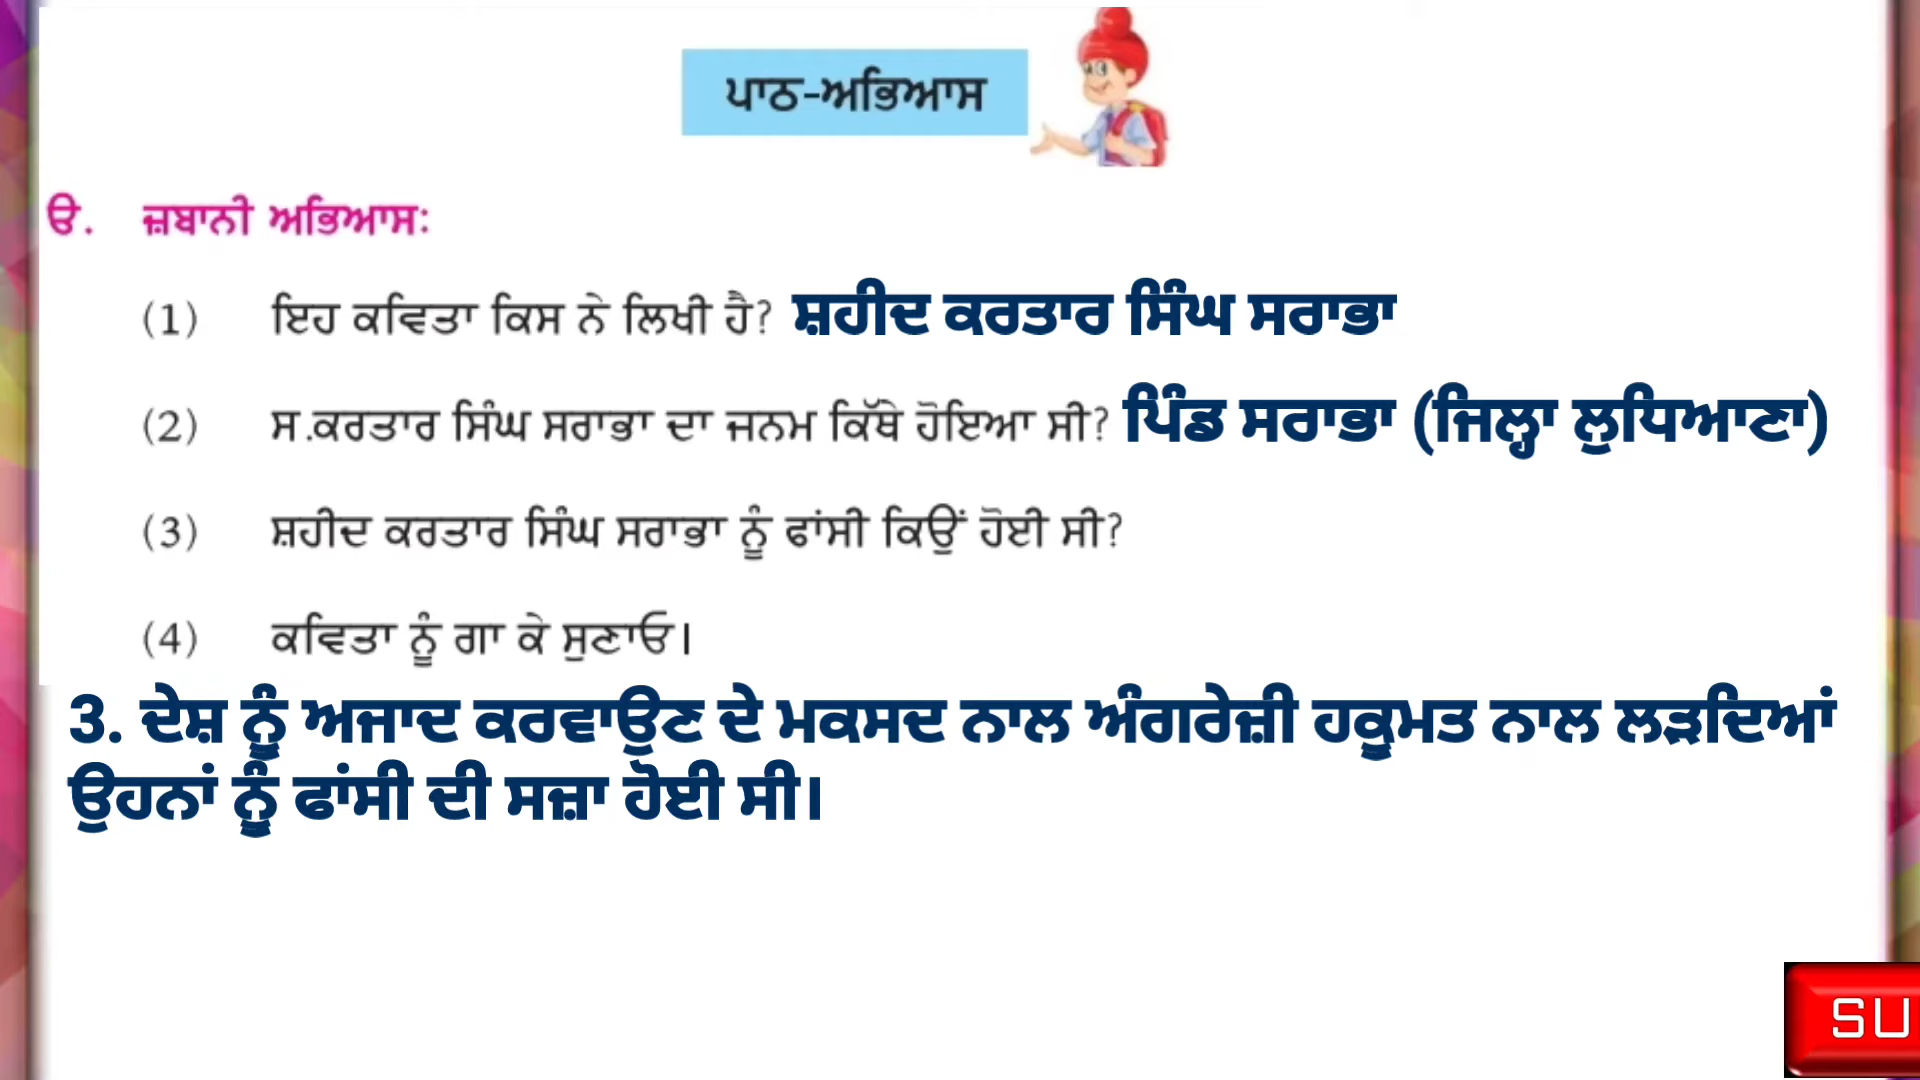 ਪਾਠ-ਅਭਿਆਸ
ੳ. ਜ਼ਬਾਨੀ ਅਭਿਆਸ:
(1) ਇਹ ਕਵਿਤਾ ਕਿਸ ਨੇ ਲਿਖੀ ਹੈ? ਸ਼ਹੀਦ ਕਰਤਾਰ ਸਿੰਘ ਸਰਾਭਾ
(2) ਸ.ਕਰਤਾਰ ਸਿੰਘ ਸਰਾਭਾ ਦਾ ਜਨਮ ਕਿੱਥੇ ਹੋਇਆ ਸੀ? ਪਿੰਡ ਸਰਾਭਾ (ਜਿਲ੍ਹਾ ਲੁਧਿਆਣਾ)
(3) ਸ਼ਹੀਦ ਕਰਤਾਰ ਸਿੰਘ ਸਰਾਭਾ ਨੂੰ ਫਾਂਸੀ ਕਿਉਂ ਹੋਈ ਸੀ?
(4) ਕਵਿਤਾ ਨੂੰ ਗਾ ਕੇ ਸੁਣਾਓ।
3. ਦੇਸ਼ ਨੂੰ ਅਜਾਦ ਕਰਵਾਉਣ ਦੇ ਮਕਸਦ ਨਾਲ ਅੰਗਰੇਜ਼ੀ ਹਕੂਮਤ ਨਾਲ ਲੜਦਿਆਂ
ਉਹਨਾਂ ਨੂੰ ਫਾਂਸੀ ਦੀ ਸਜ਼ਾ ਹੋਈ ਸੀ।
SU